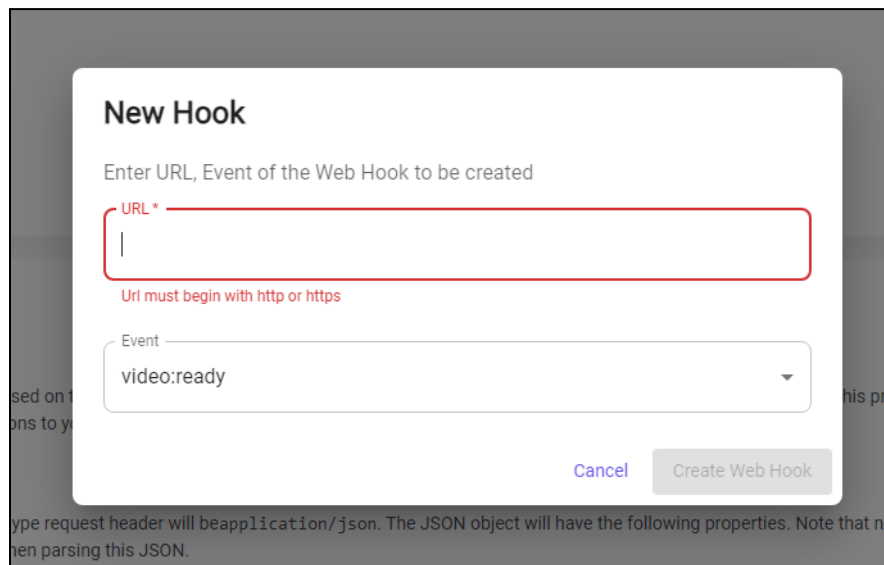 New Hook
Enter URL, Event of the Web Hook to be created
URL *
Url must begin with http or https
Event
video:ready
sed on
his
ons to
Cancel
Create Web Hook
ype request header will beapplication/json. The JSON object will have the following properties. Note that
hen parsing this JSON.